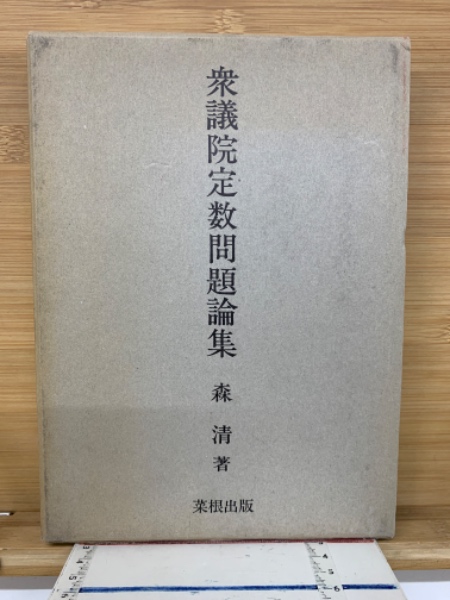 衆議院定数問題論集
森 清 著
菜根出版